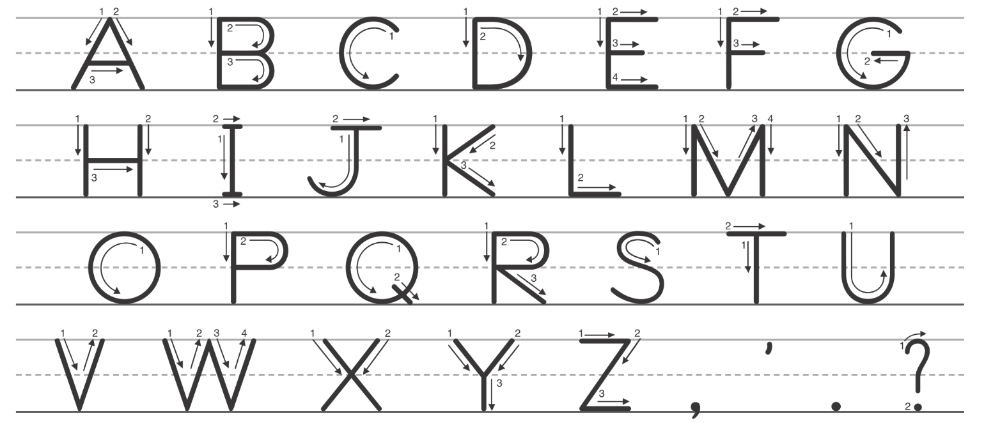 A B C D E F G
H I J K L M N
O P Q R S T U
V W X Y Z , ' . ?